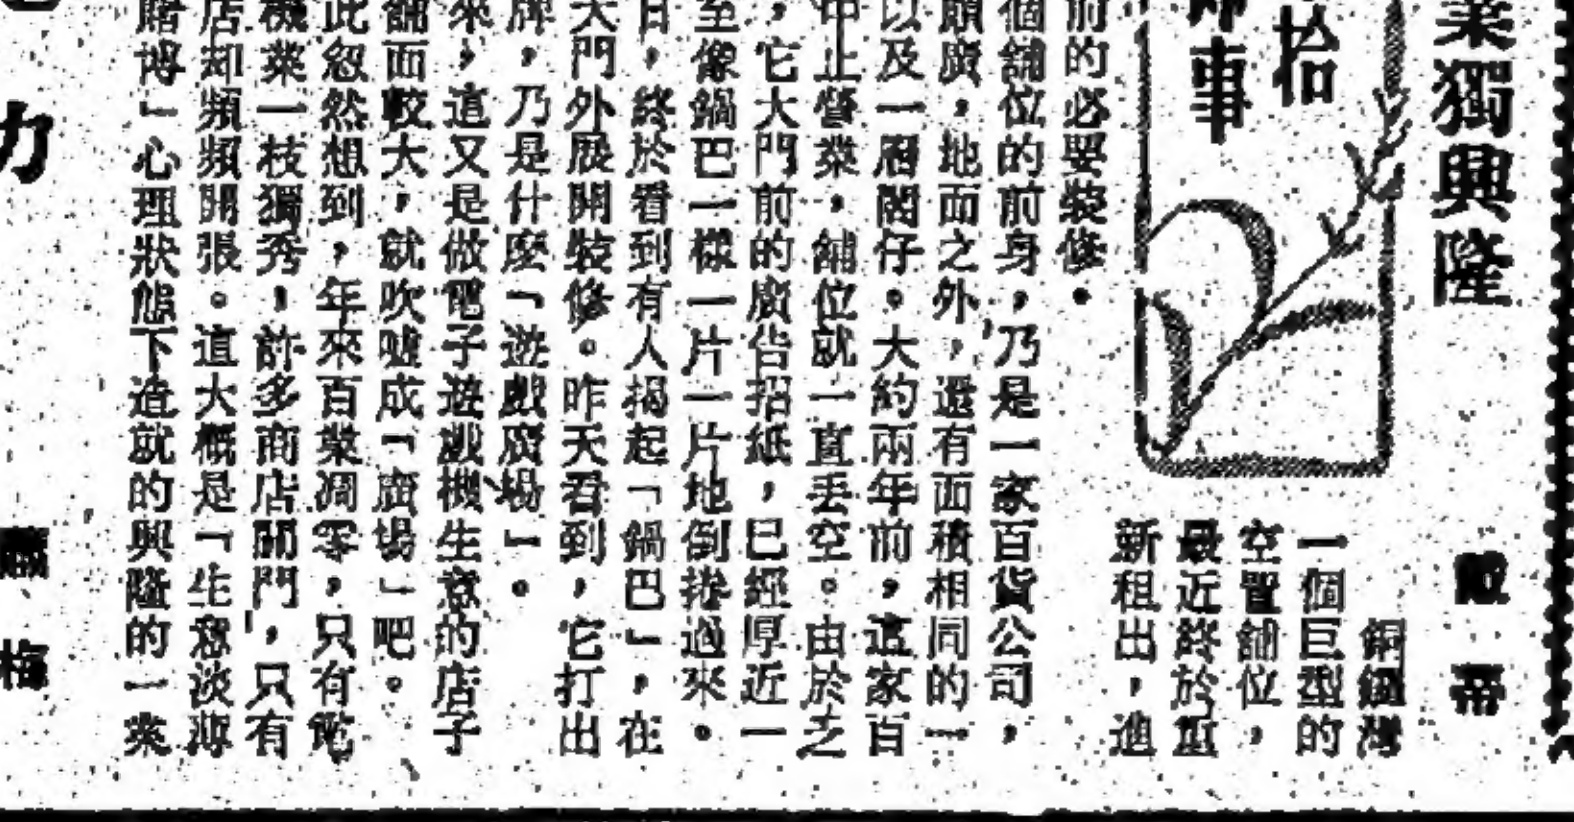 業獨興隆
拾
事
銅鑼灣
一個巨型的
空置舖位，
最近終於重
新租出，進
前的必要裝修。
個舖位的前身，乃是一家百貨公司，
頗廣，地面之外，還有面積相同的一
以及一層閣仔。大約兩年前，這家百
中止營業，舖位就一直丢空。由於之
，它大門前的廣告招紙，已經厚近一
至像鍋巴一樣一片一片地倒捲過來。
日，終於看到有人揭起「鍋巴」，在
大門外展開裝修。昨天看到，它打出
牌，乃是什麼「遊戲廣場」。
來，這又是做電子遊戲機生意的店子
舖面較大，就吹噓成「廣場」吧。
此忽然想到，年來百業凋零，只有電
機業一枝獨秀，許多商店關門，只有
店却頻頻開張。這大概是「生意淡薄
賭博」心理狀態下造就的興隆的一業
力
梅